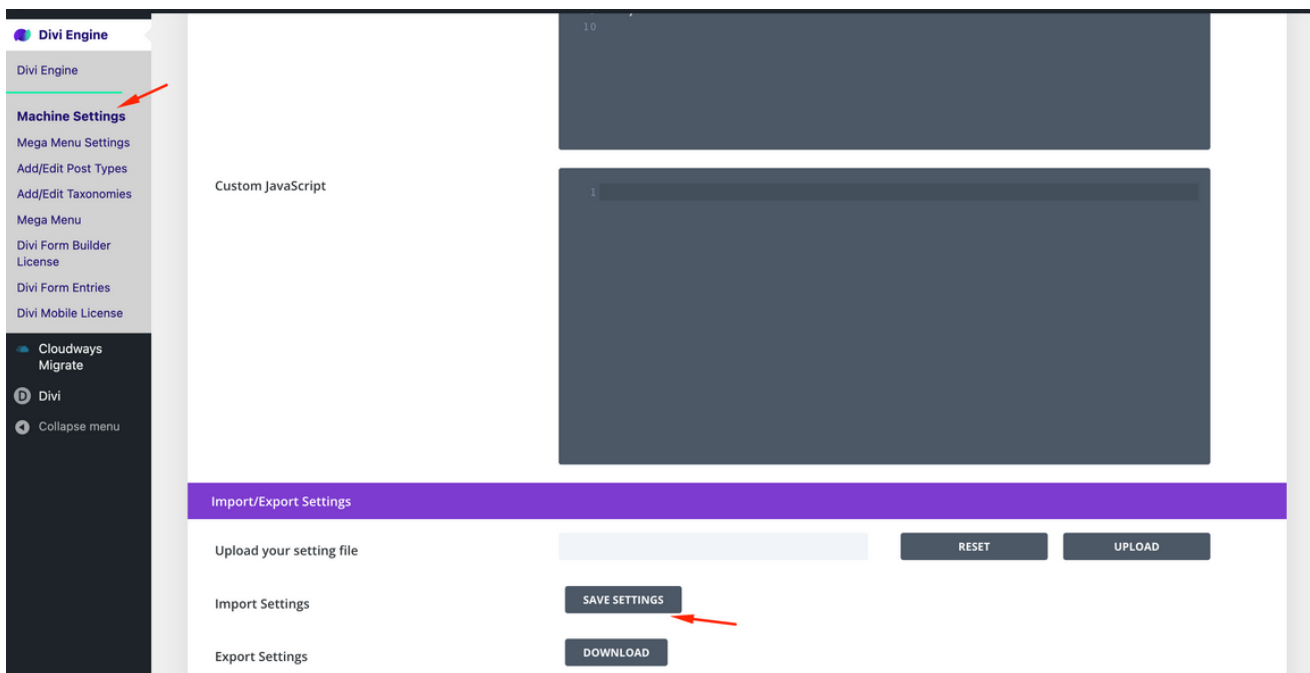 Divi Engine
Divi Engine
Machine Settings
Mega Menu Settings
Add/Edit Post Types
Add/Edit Taxonomies
Mega Menu
Divi Form Builder
License
Divi Form Entries
Divi Mobile License
Cloudways
Migrate
D Divi
Collapse menu
10
Custom JavaScript
1
Import/Export Settings
Upload your setting file
RESET
UPLOAD
Import Settings
SAVE SETTINGS
Export Settings
DOWNLOAD